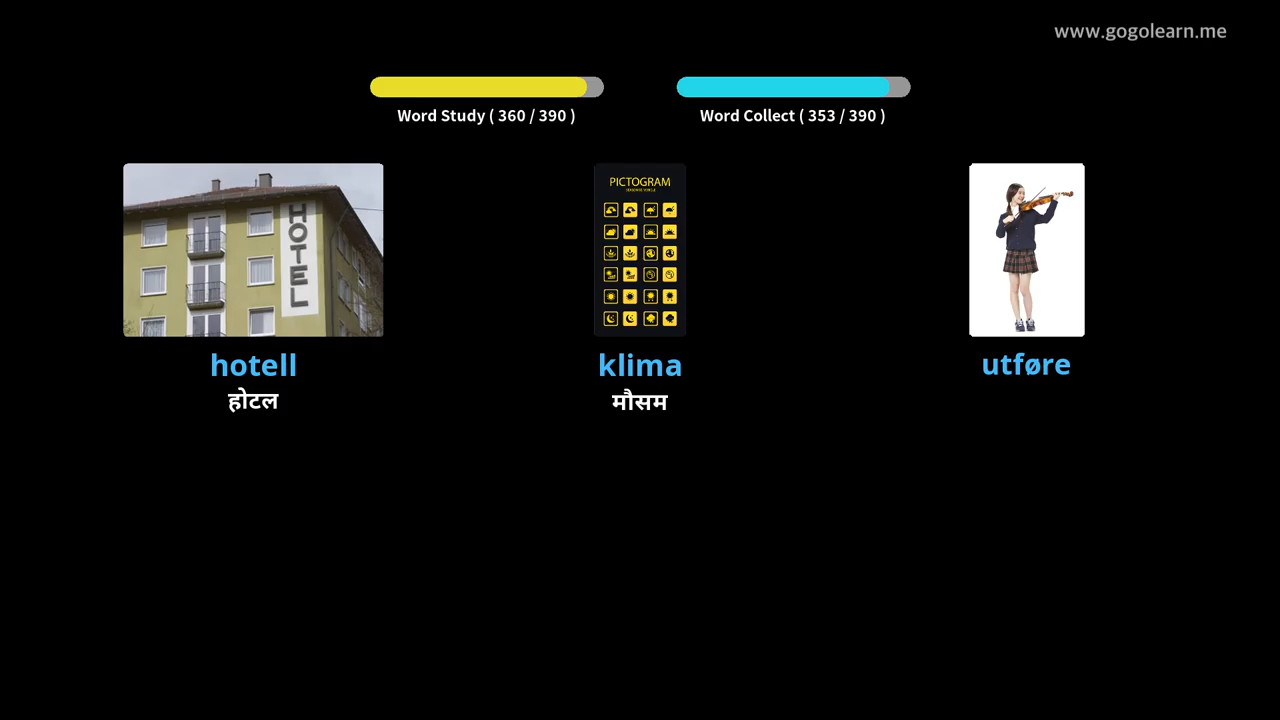 www.gogolearn.me
Word Study ( 360 / 390 )
Word Collect ( 353 / 390 )
HOTEL
PICTOGRAM
hotell
klima
utføre
होटल
मौसम